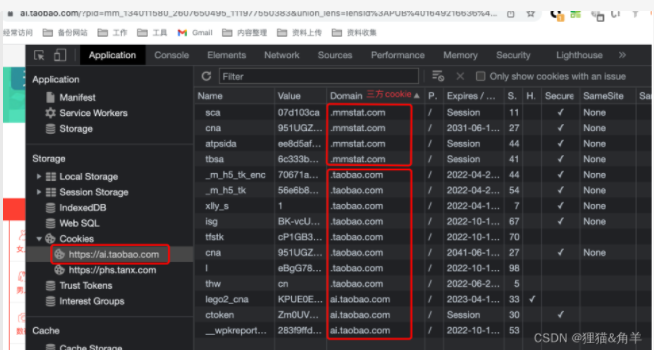 ai.taobao.com/?pid=mm_134011580_2607650495_111977650383&union_lens=lensId%3APUB%401649216636%4...
经常访问 备份网站 工作 工具 Gmail 内容整理 资料上传 资料收集
Application Console Elements Network Sources Performance Memory Security Lighthouse »
Application
Manifest
Service Workers
Storage
Storage
Local Storage
Session Storage
IndexedDB
Web SQL
Cookies
https://ai.taobao.com
https://phs.tanx.com
Trust Tokens
Interest Groups
Cache
Cache Storage
Filter Only show cookies with an issue
Name Value Domain 三方 cookie ▲ P. Expires / ... S. H. Secure SameSite Sa
sca 07d103ca .mmstat.com / Session 11 ✓ None
cna 951UGZ... .mmstat.com / 2031-06-1... 27 ✓ None
atpsida ee8d5af... .mmstat.com / Session 44 ✓ None
tbsa 6c333b... .mmstat.com / Session 41 ✓ None
_m_h5_tk_enc 70671a... .taobao.com / 2022-04-2... 44 ✓ None
_m_h5_tk 56e6b8... .taobao.com / 2022-04-2... 54 ✓ None
xlly_s 1 .taobao.com / 2022-04-1... 7 ✓ None
isg BK-vcU... .taobao.com / 2022-10-1... 67 ✓ None
tfstk cP1GB3... .taobao.com / 2022-10-1... 70
cna 951UGZ... .taobao.com / 2041-06-1... 27 ✓ None
l eBgG78... .taobao.com / 2022-10-1... 98
thw cn .taobao.com / 2022-06-2... 5
lego2_cna KPUE0E... ai.taobao.com / 2023-04-1... 33 ✓
ctoken Zm0UV... ai.taobao.com / Session 30 ✓
__wpkreport... 283f9ffd... ai.taobao.com / 2022-10-1... 53
CSDN @狸猫&角羊